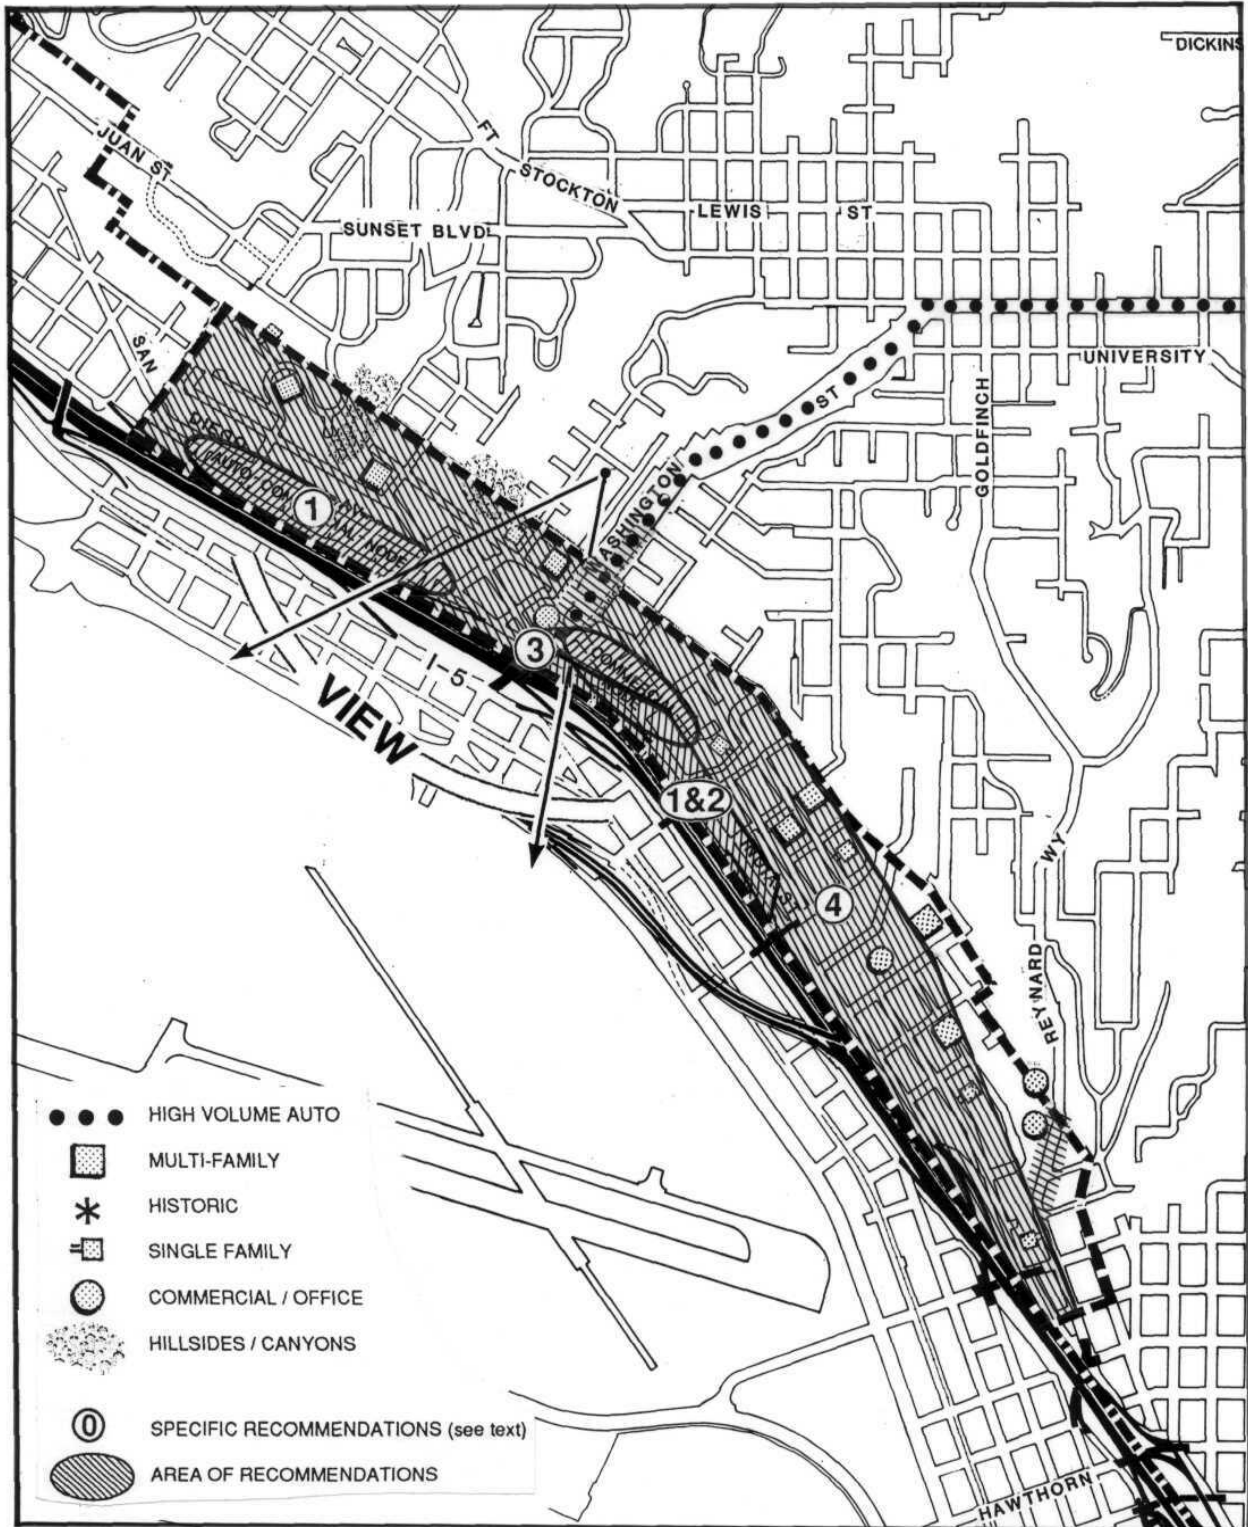 DICKINS
JUAN ST
FT
STOCKTON
LEWIS ST
SUNSET BLVD
SAN
DIEGO
UNIVERSITY
ST
WASHINGTON
GOLDFINCH
1
3
I-5
VIEW
1&2
4
WY
REYNARD
HIGH VOLUME AUTO
MULTI-FAMILY
HISTORIC
SINGLE FAMILY
COMMERCIAL / OFFICE
HILLSIDES / CANYONS
0 SPECIFIC RECOMMENDATIONS (see text)
AREA OF RECOMMENDATIONS
HAWTHORN